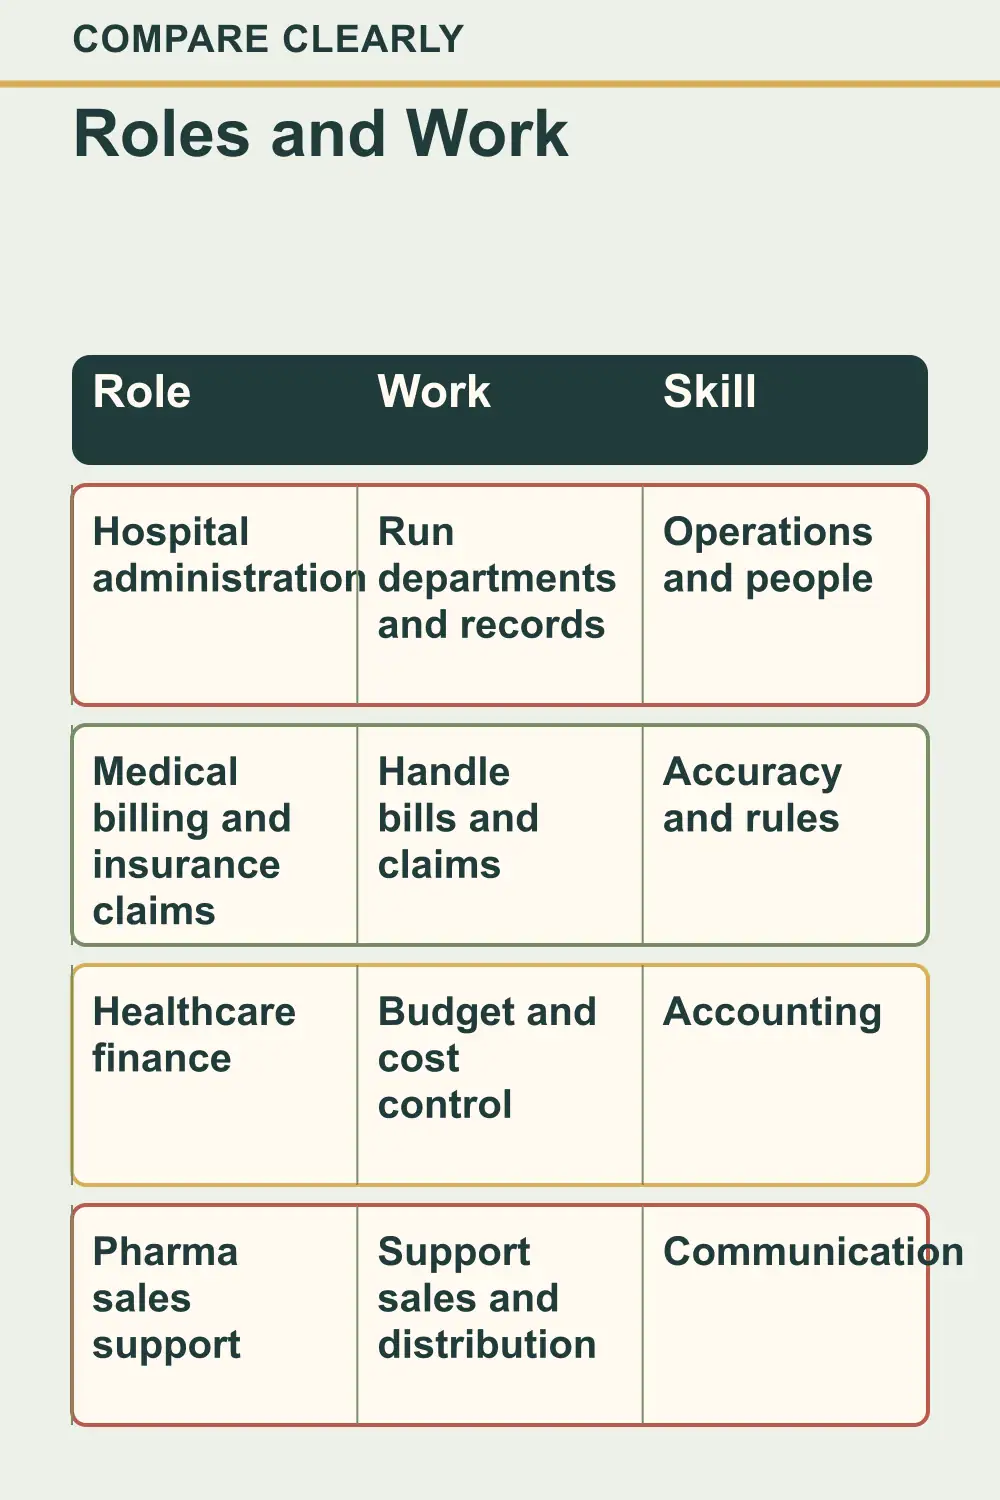 COMPARE CLEARLY
Roles and Work
Role
Work
Skill
Hospital
administration
Run
departments
and records
Operations
and people
Medical
billing and
insurance
claims
Handle
bills and
claims
Accuracy
and rules
Healthcare
finance
Budget and
cost
control
Accounting
Pharma
sales
support
Support
sales and
distribution
Communication